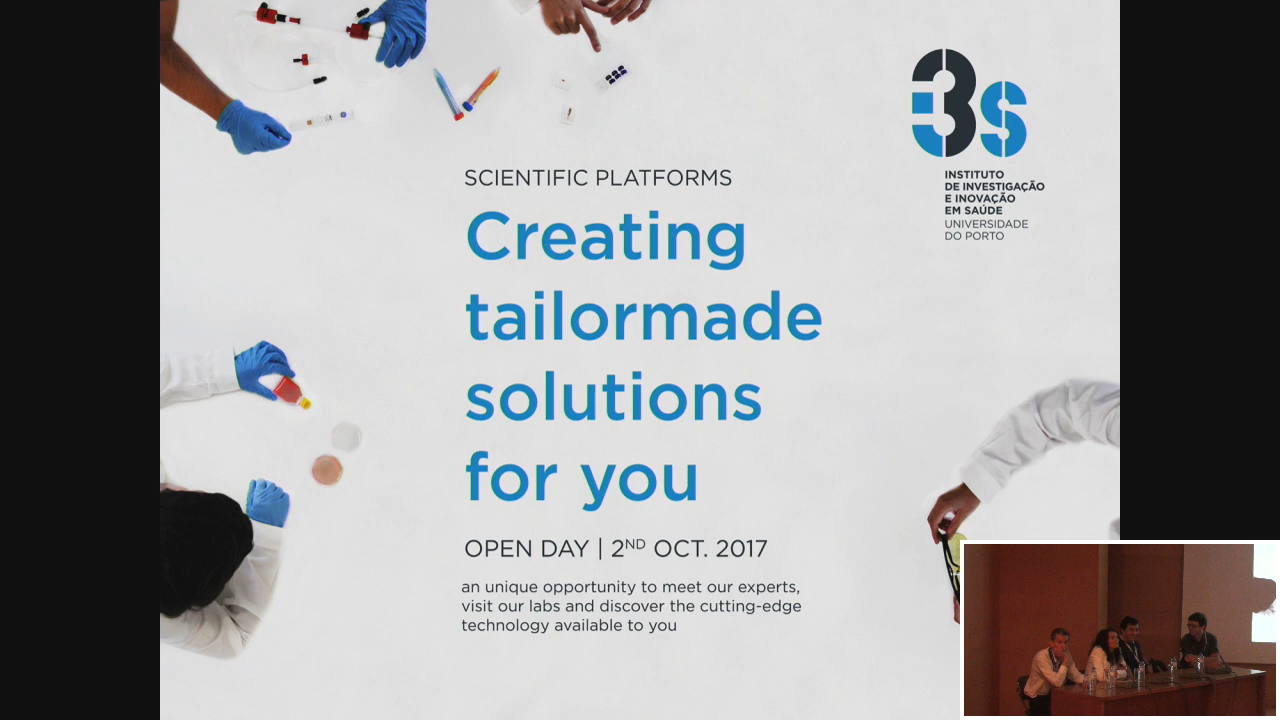 3s
INSTITUTO
DE INVESTIGAÇÃO
E INOVAÇÃO
EM SAÚDE
UNIVERSIDADE
DO PORTO
SCIENTIFIC PLATFORMS
Creating
tailormade
solutions
for you
OPEN DAY | 2ND OCT. 2017
an unique opportunity to meet our experts,
visit our labs and discover the cutting-edge
technology available to you